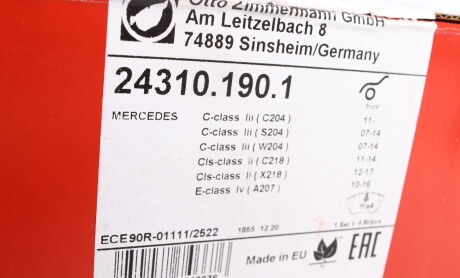 Otto Zimmermann GmbH
Am Leitzelbach 8
74889 Sinsheim/Germany
24310.190.1
front
MERCEDES C-class Iii ( C204 ) 11-
C-class Iii ( S204 ) 07-14
C-class Iii ( W204 ) 07-14
Cls-class Ii ( C218 ) 11-14
Cls-class Ii ( X218 ) 12-17
E-class Iv ( A207 ) 10-16
ECE90R-01111/2522 1865 12.20
Made in EU EAC